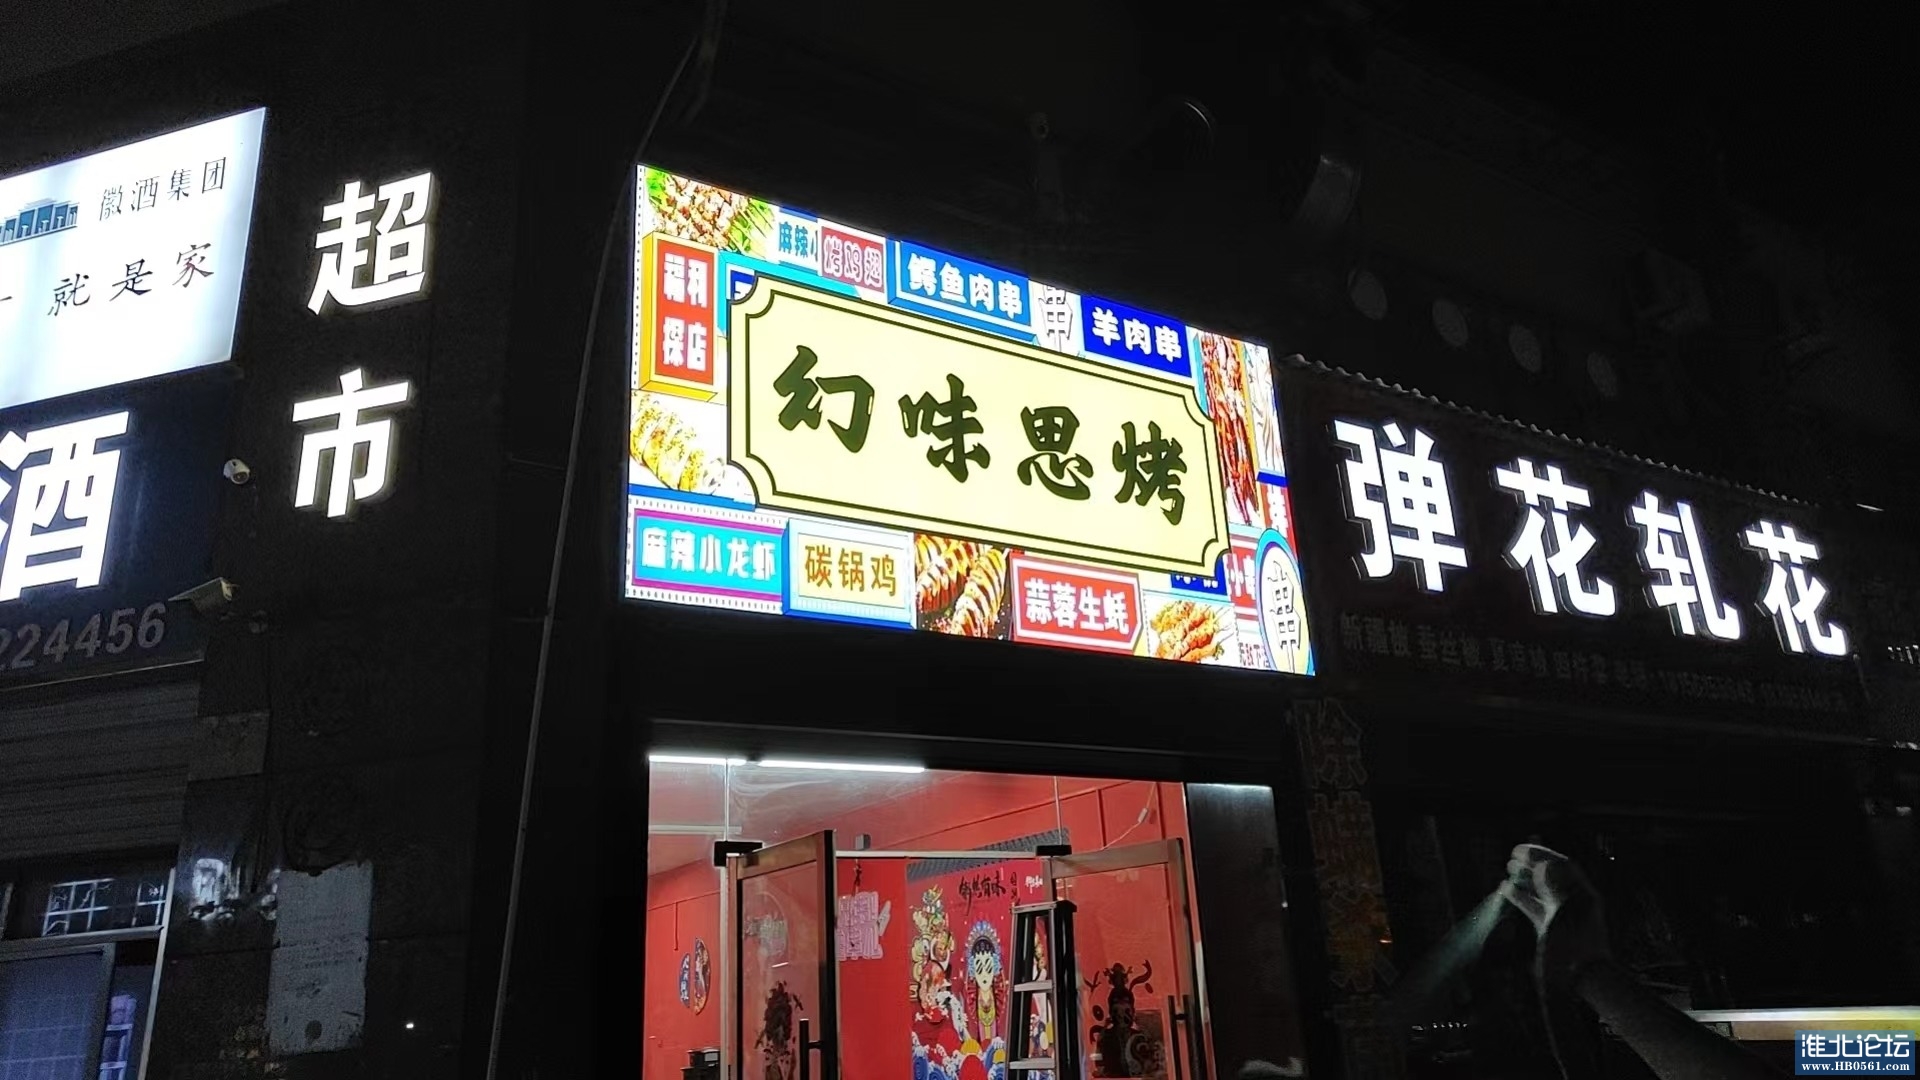 徽酒集团
就是家
酒
224456
超市
麻辣小
烤鸡翅
鳄鱼肉串
串
羊肉串
福利
探店
幻味思烤
麻辣小龙虾
碳锅鸡
蒜蓉生蚝
串
弹花轧花
淮北论坛
www.HB0561.com